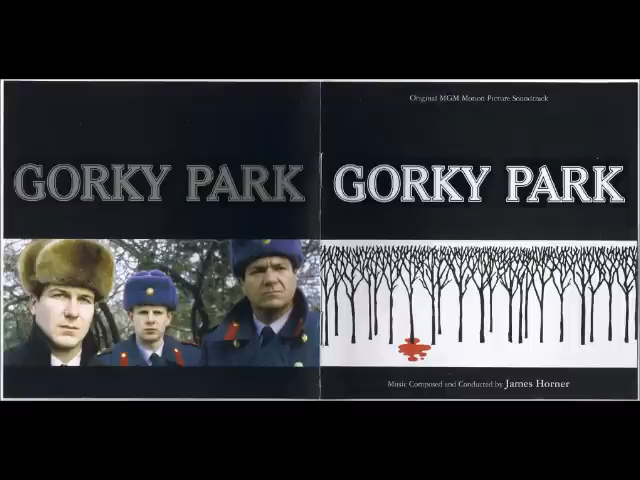 GORKY PARK
Original MGM Motion Picture Soundtrack
GORKY PARK
Music Composed and Conducted by James Horner